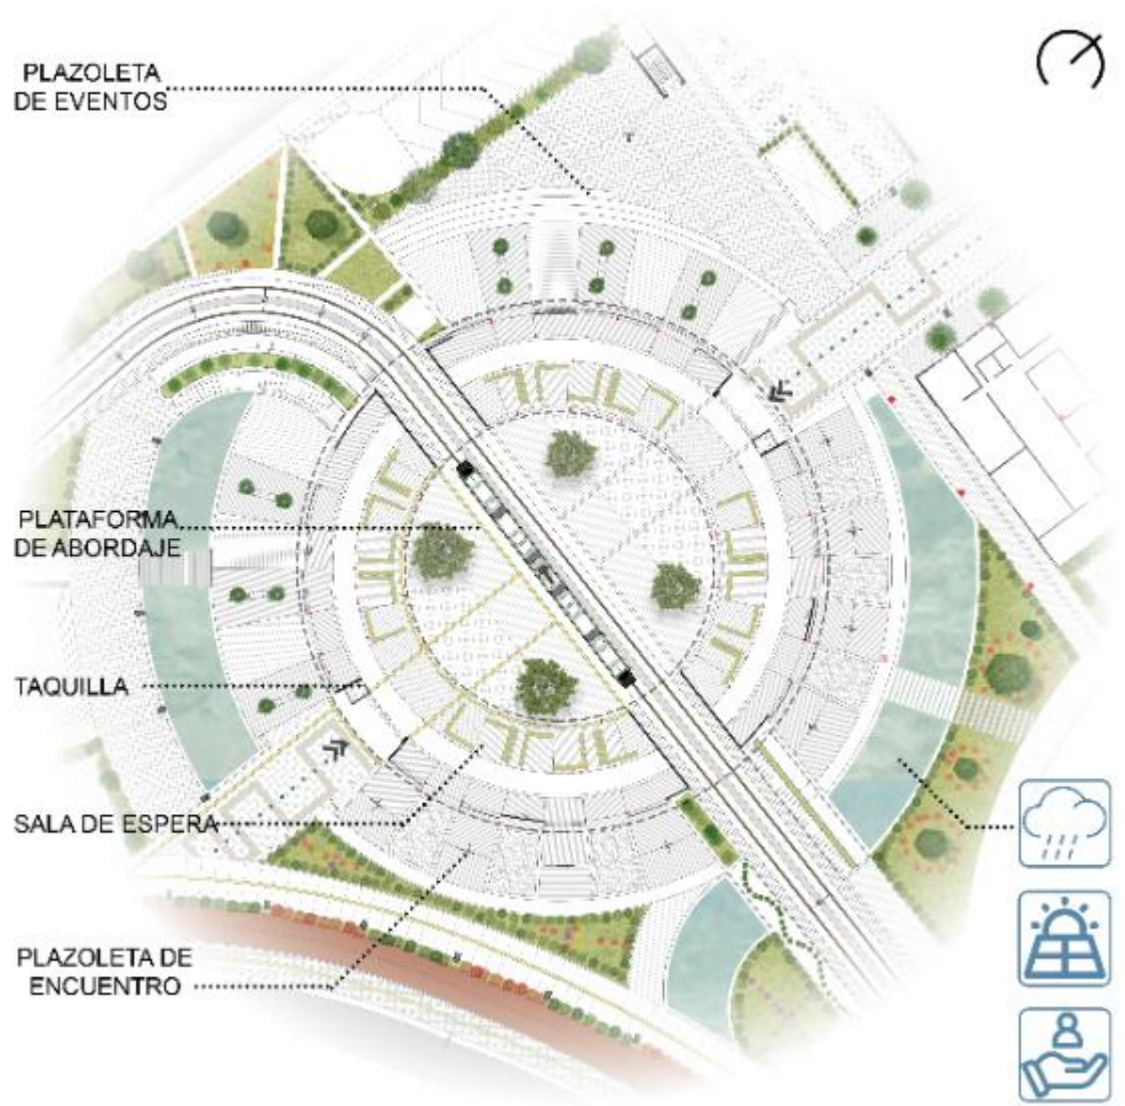 PLAZOLETA
DE EVENTOS
PLATAFORMA
DE ABORDAJE
TAQUILLA
SALA DE ESPERA
PLAZOLETA DE
ENCUENTRO